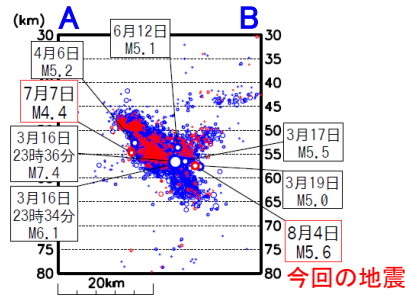 (km)
A
B
6月12日
M5.1
4月6日
M5.2
7月7日
M4.4
3月16日
23時36分
M7.4
3月16日
23時34分
M6.1
3月17日
M5.5
3月19日
M5.0
8月4日
M5.6
今回の地震
30
35
40
45
50
55
60
65
70
75
80
30
35
40
45
50
55
60
65
70
75
80
20km